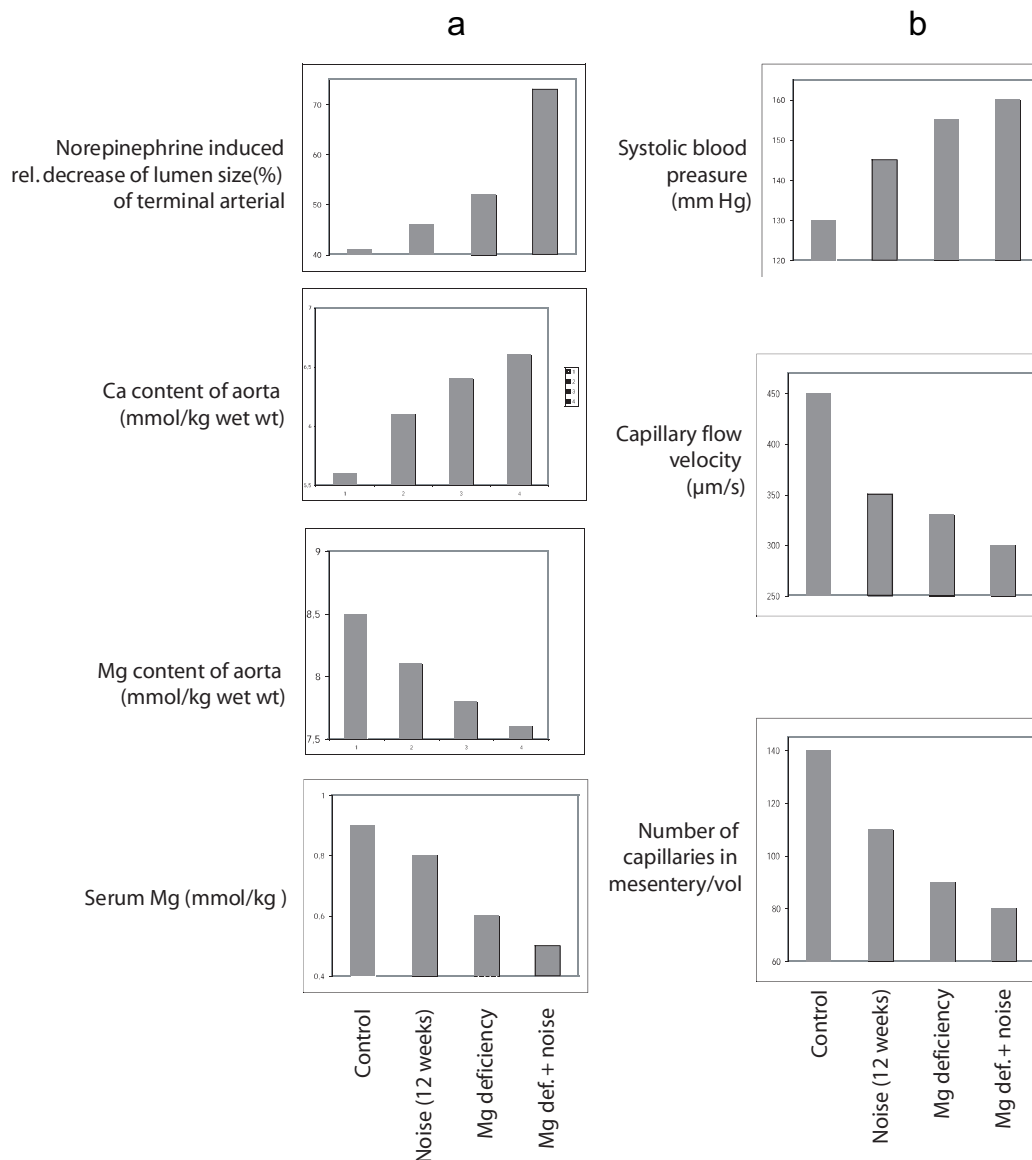 a
b
Norepinephrine induced
rel. decrease of lumen size(%)
of terminal arterial
70
60
50
40
Systolic blood
preasure
(mm Hg)
160
150
140
130
120
Ca content of aorta
(mmol/kg wet wt)
7
6,5
6
5,5
1
2
3
4
1
2
3
4
Capillary flow
velocity
(µm/s)
450
400
350
300
250
Mg content of aorta
(mmol/kg wet wt)
9
8,5
8
7,5
1
2
3
4
Serum Mg (mmol/kg )
1
0,8
0,6
0,4
Number of
capillaries in
mesentery/vol
140
120
100
80
60
Control
Noise (12 weeks)
Mg deficiency
Mg def. + noise
Control
Noise (12 weeks)
Mg deficiency
Mg def. + noise